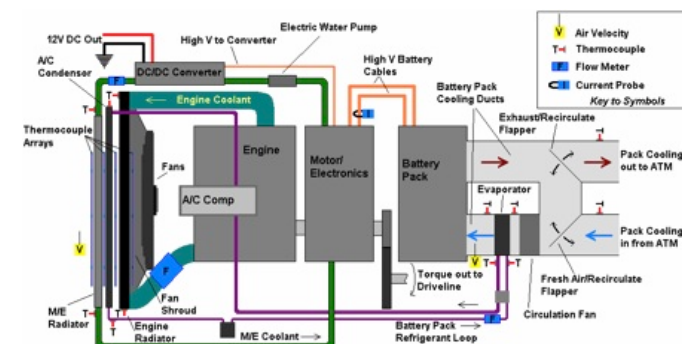 12V DC Out
High V to Converter
Electric Water Pump
A/C
Condensor
DC/DC Converter
High V Battery
Cables
V
Air Velocity
T
Thermocouple
F
Flow Meter
I
Current Probe
Key to Symbols
F
T
T
Engine Coolant
I
Battery Pack
Cooling Ducts
Exhaust/Recirculate
Flapper
T
Thermocouple
Arrays
Fans
Engine
Motor/
Electronics
Battery
Pack
Pack Cooling
out to ATM
Evaporator
A/C Comp
T
T
T
Pack Cooling
in from ATM
V
F
V
T
T
Torque out to
Driveline
Fresh Air/Recirculate
Flapper
Fan
Shroud
T
T
M/E
Radiator
T
T
Engine
Radiator
M/E Coolant
F
Battery Pack
Refrigerant Loop
Circulation Fan